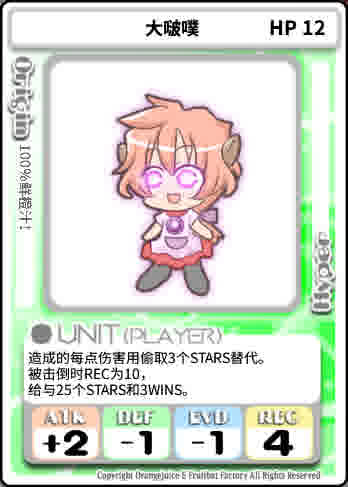 大啵噗 HP 12
Origin
100%鲜橙汁!
Hyper
UNIT (PLAYER)
造成的每点伤害用偷取3个STARS替代。
被击倒时REC为10,
给与25个STARS和3WINS。
ATK DEF EVD REC
+2 -1 -1 4
Copyright Orangejuice & Fruitbat Factory All Rights Reserved